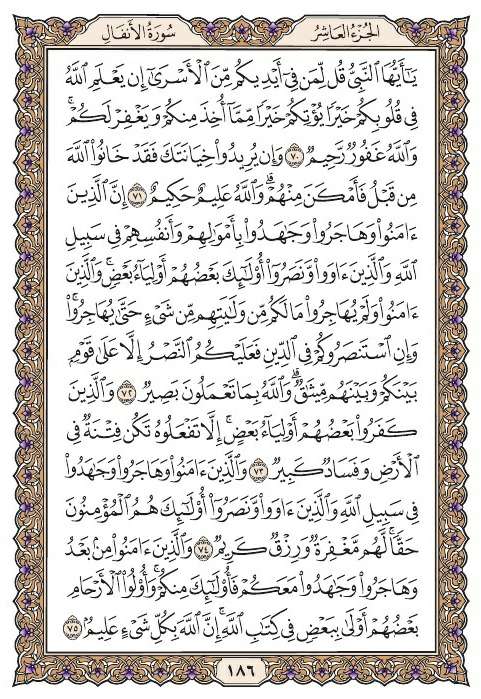 الجزء العاشر
سورة الأنفال
يَـٰٓأَيُّهَا ٱلنَّبِىُّ قُل لِّمَن فِىٓ أَيْدِيكُم مِّنَ ٱلْأَسْرَىٰٓ إِن يَعْلَمِ ٱللَّهُ
فِى قُلُوبِكُمْ خَيْرًا يُؤْتِكُمْ خَيْرًا مِّمَّآ أُخِذَ مِنكُمْ وَيَغْفِرْ لَكُمْ ۗ
وَٱللَّهُ غَفُورٌ رَّحِيمٌ ٧٠ وَإِن يُرِيدُوا۟ خِيَانَتَكَ فَقَدْ خَانُوا۟ ٱللَّهَ
مِن قَبْلُ فَأَمْكَنَ مِنْهُمْ ۗ وَٱللَّهُ عَلِيمٌ حَكِيمٌ ٧١ إِنَّ ٱلَّذِينَ
ءَامَنُوا۟ وَهَاجَرُوا۟ وَجَـٰهَدُوا۟ بِأَمْوَٰلِهِمْ وَأَنفُسِهِمْ فِى سَبِيلِ
ٱللَّهِ وَٱلَّذِينَ ءَاوَوا۟ وَّنَصَرُوٓا۟ أُو۟لَـٰٓئِكَ بَعْضُهُمْ أَوْلِيَآءُ بَعْضٍ ۚ وَٱلَّذِينَ
ءَامَنُوا۟ وَلَمْ يُهَاجِرُوا۟ مَا لَكُم مِّن وَلَـٰيَتِهِم مِّن شَىْءٍ حَتَّىٰ يُهَاجِرُوا۟ ۚ
وَإِنِ ٱسْتَنصَرُوكُمْ فِى ٱلدِّينِ فَعَلَيْكُمُ ٱلنَّصْرُ إِلَّا عَلَىٰ قَوْمٍۭ
بَيْنَكُمْ وَبَيْنَهُم مِّيثَـٰقٌ ۗ وَٱللَّهُ بِمَا تَعْمَلُونَ بَصِيرٌ ٧٢ وَٱلَّذِينَ
كَفَرُوا۟ بَعْضُهُمْ أَوْلِيَآءُ بَعْضٍ ۚ إِلَّا تَفْعَلُوهُ تَكُن فِتْنَةٌ فِى
ٱلْأَرْضِ وَفَسَادٌ كَبِيرٌ ٧٣ وَٱلَّذِينَ ءَامَنُوا۟ وَهَاجَرُوا۟ وَجَـٰهَدُوا۟
فِى سَبِيلِ ٱللَّهِ وَٱلَّذِينَ ءَاوَوا۟ وَّنَصَرُوٓا۟ أُو۟لَـٰٓئِكَ هُمُ ٱلْمُؤْمِنُونَ
حَقًّا ۚ لَّهُم مَّغْفِرَةٌ وَرِزْقٌ كَرِيمٌ ٧٤ وَٱلَّذِينَ ءَامَنُوا۟ مِنۢ بَعْدُ
وَهَاجَرُوا۟ وَجَـٰهَدُوا۟ مَعَكُمْ فَأُو۟لَـٰٓئِكَ مِنكُمْ ۚ وَأُو۟لُوا۟ ٱلْأَرْحَامِ
بَعْضُهُمْ أَوْلَىٰ بِبَعْضٍ فِى كِتَـٰبِ ٱللَّهِ ۗ إِنَّ ٱللَّهَ بِكُلِّ شَىْءٍ عَلِيمٌۢ ٧٥
١٨٦